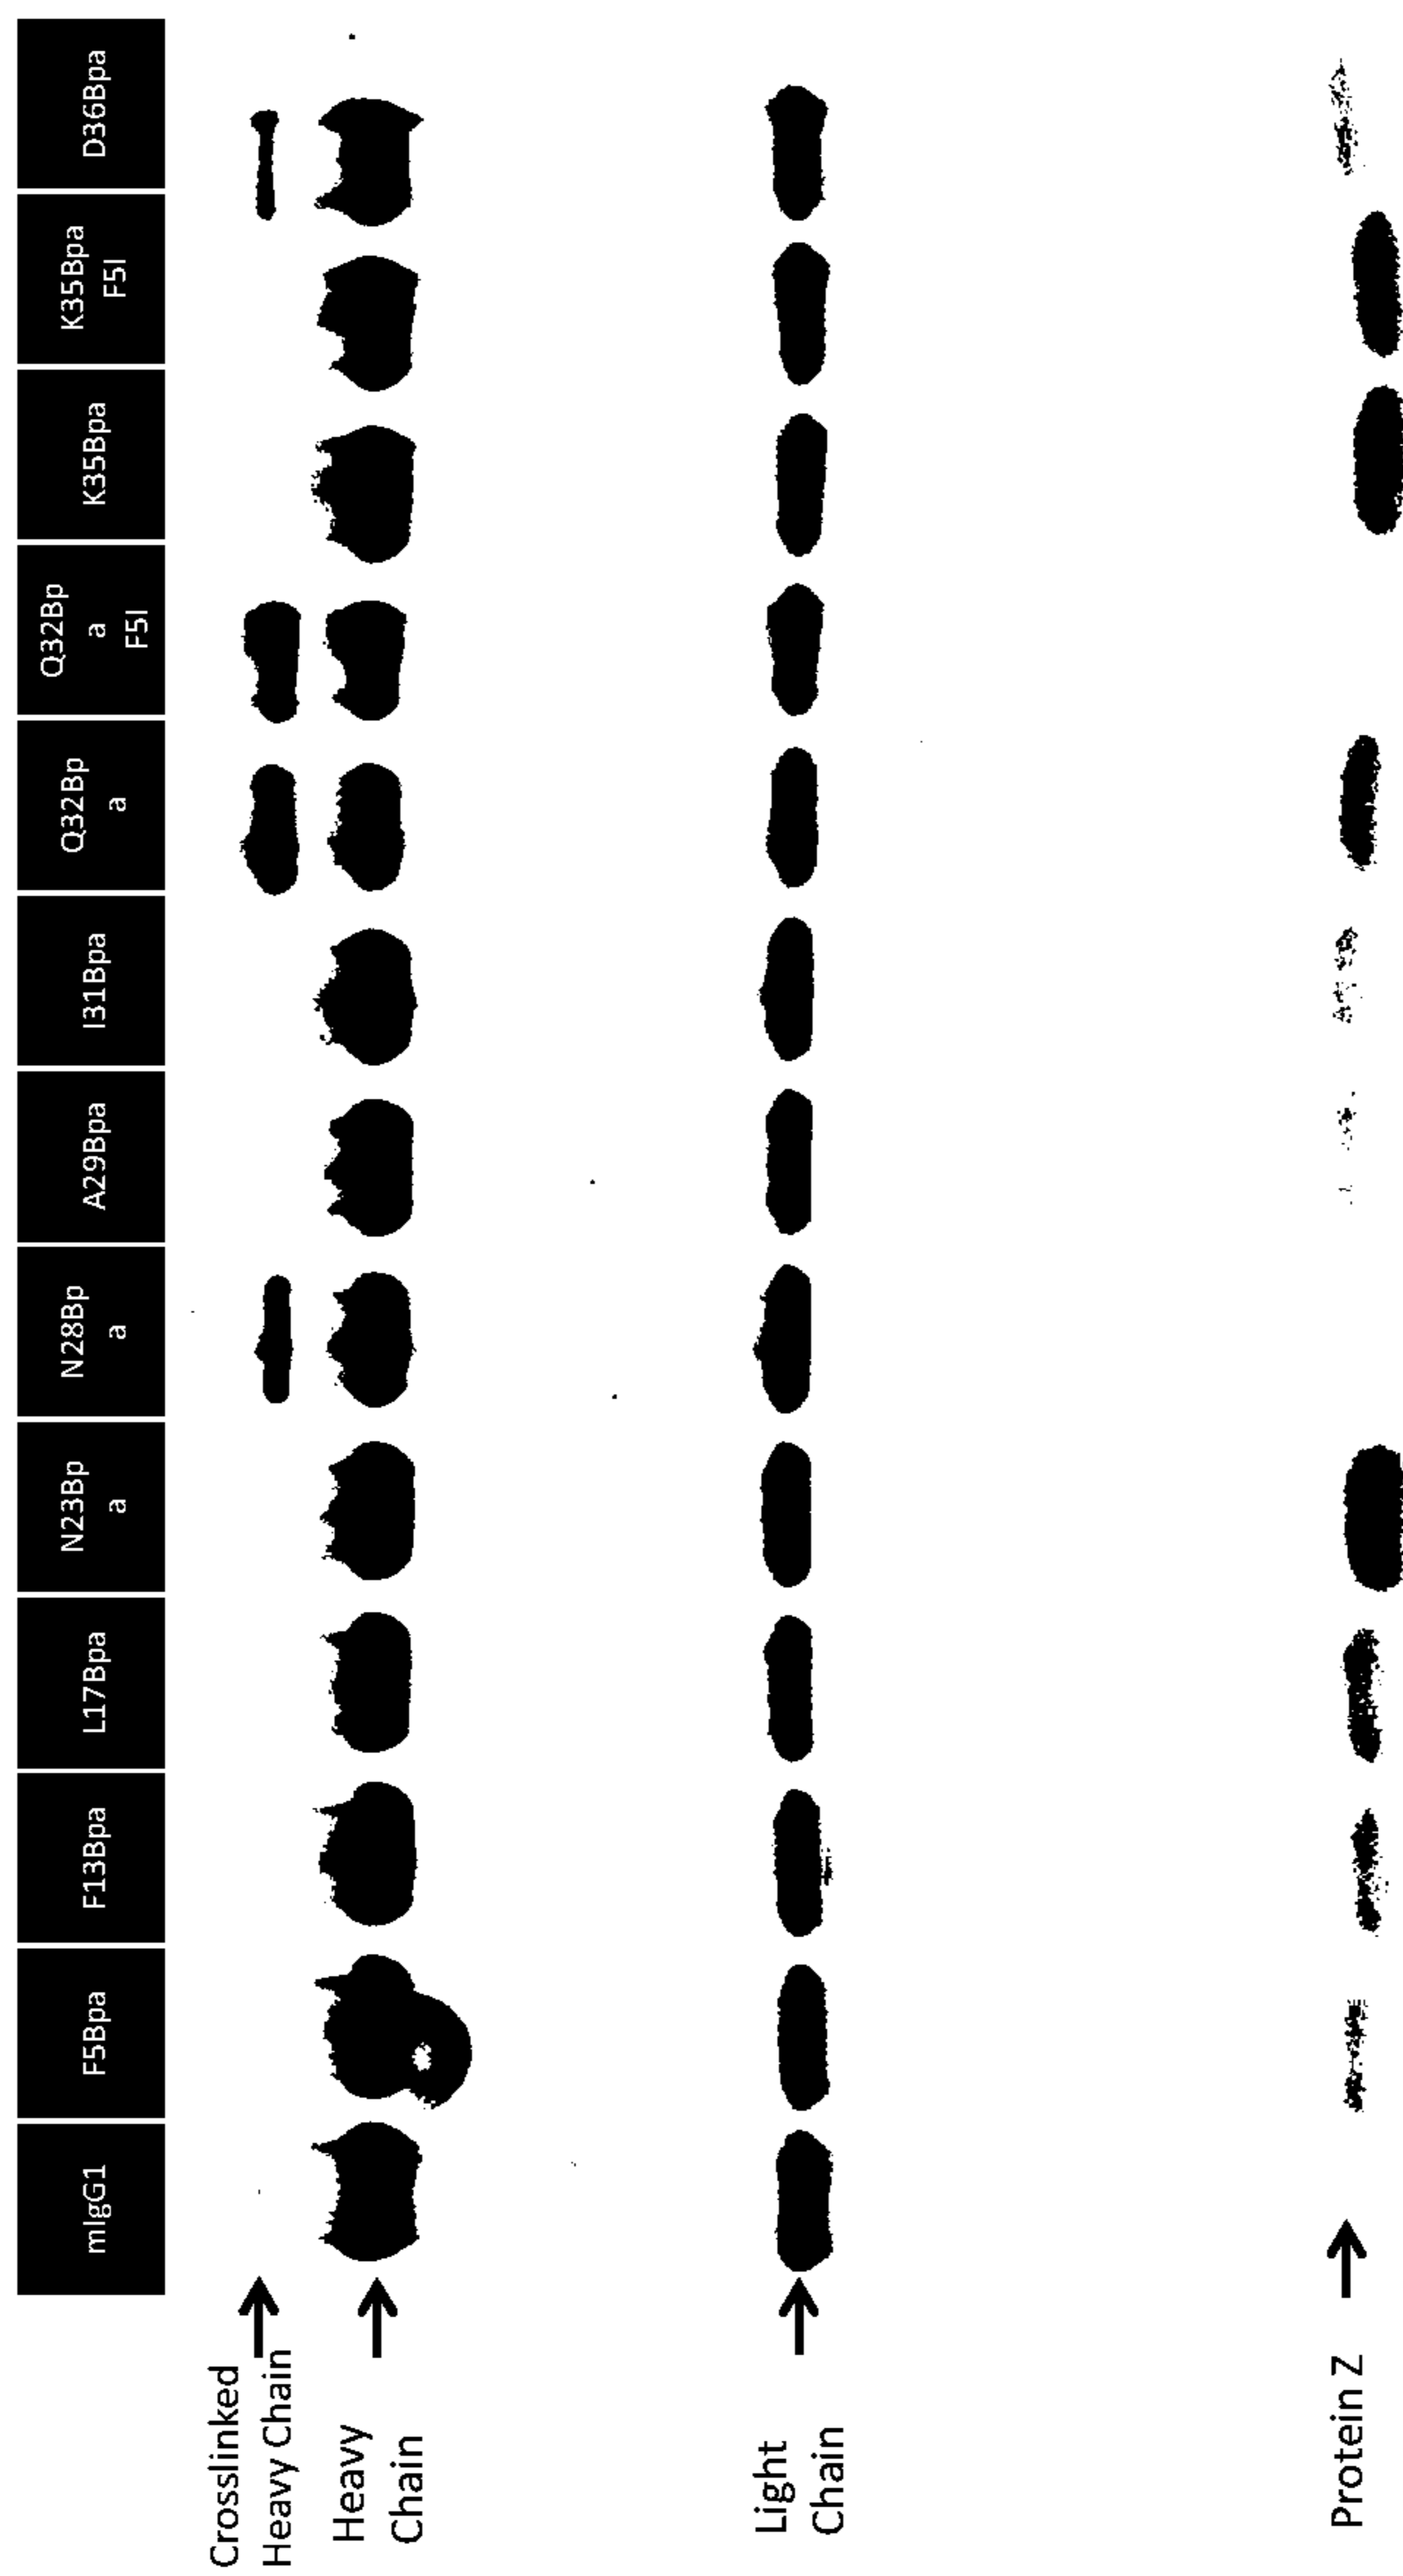 mIgG1
F5Bpa
F13Bpa
L17Bpa
N23Bp
a
N28Bp
a
A29Bpa
I31Bpa
Q32Bp
a
Q32Bp
a
F5I
K35Bpa
K35Bpa
F5I
D36Bpa
Crosslinked
Heavy Chain
Heavy
Chain
Light
Chain
Protein Z